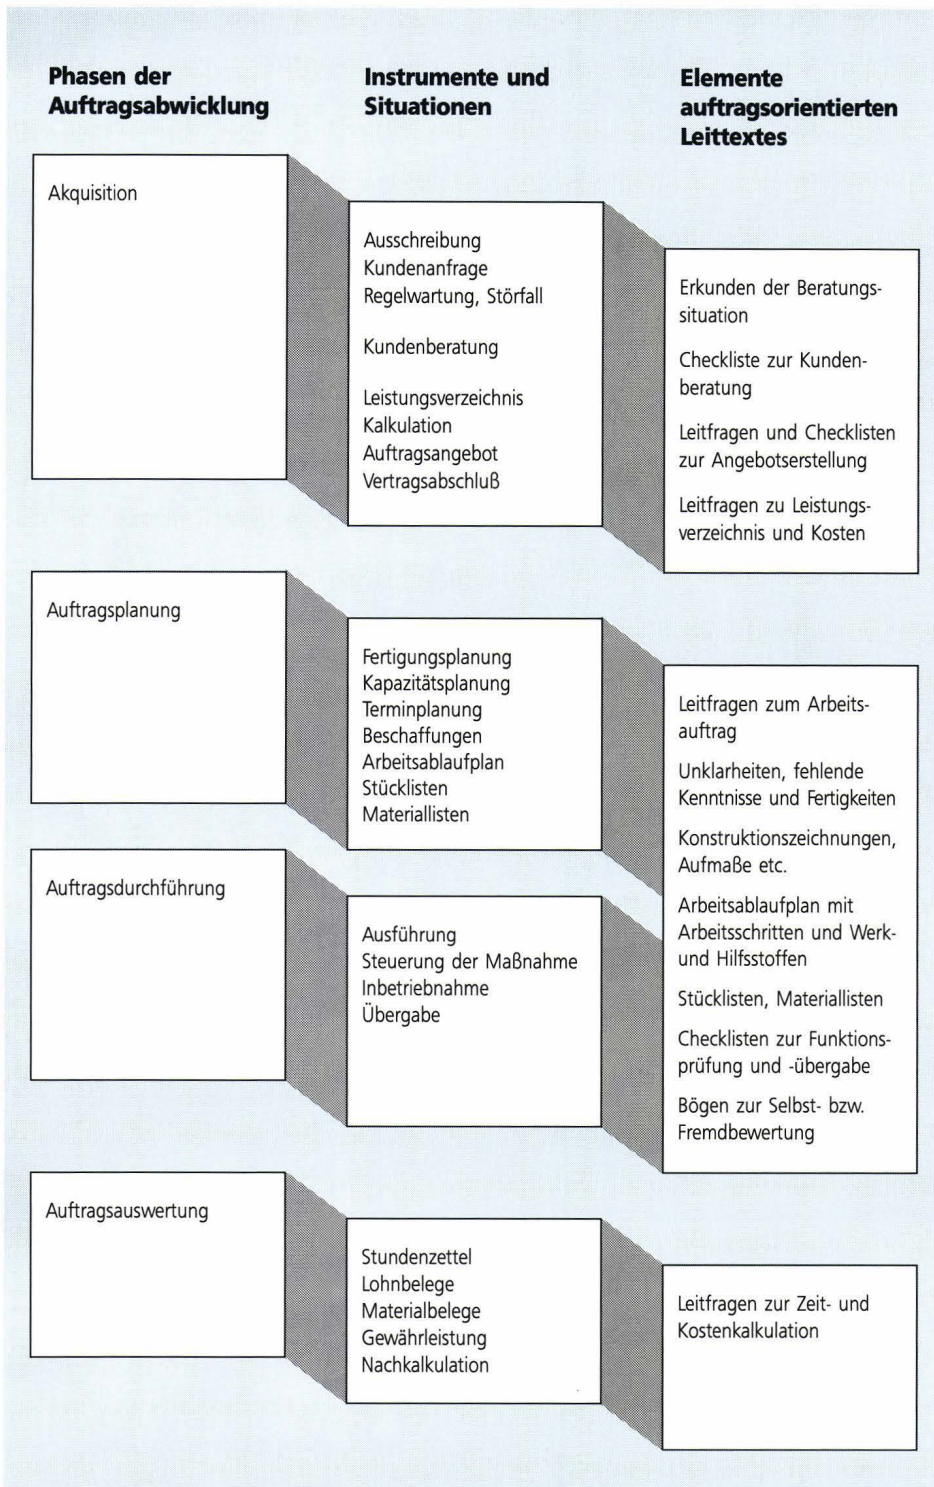 Phasen der
Auftragsabwicklung
Instrumente und
Situationen
Elemente
auftragsorientierten
Leittextes
Akquisition
Ausschreibung
Kundenanfrage
Regelwartung, Störfall
Kundenberatung
Leistungsverzeichnis
Kalkulation
Auftragsangebot
Vertragsabschluß
Erkunden der Beratungs-
situation
Checkliste zur Kunden-
beratung
Leitfragen und Checklisten
zur Angebotserstellung
Leitfragen zu Leistungs-
verzeichnis und Kosten
Auftragsplanung
Fertigungsplanung
Kapazitätsplanung
Terminplanung
Beschaffungen
Arbeitsablaufplan
Stücklisten
Materiallisten
Leitfragen zum Arbeits-
auftrag
Unklarheiten, fehlende
Kenntnisse und Fertigkeiten
Konstruktionszeichnungen,
Aufmaße etc.
Arbeitsablaufplan mit
Arbeitsschritten und Werk-
und Hilfsstoffen
Stücklisten, Materiallisten
Checklisten zur Funktions-
prüfung und -übergabe
Bögen zur Selbst- bzw.
Fremdbewertung
Auftragsdurchführung
Ausführung
Steuerung der Maßnahme
Inbetriebnahme
Übergabe
Auftragsauswertung
Stundenzettel
Lohnbelege
Materialbelege
Gewährleistung
Nachkalkulation
Leitfragen zur Zeit- und
Kostenkalkulation